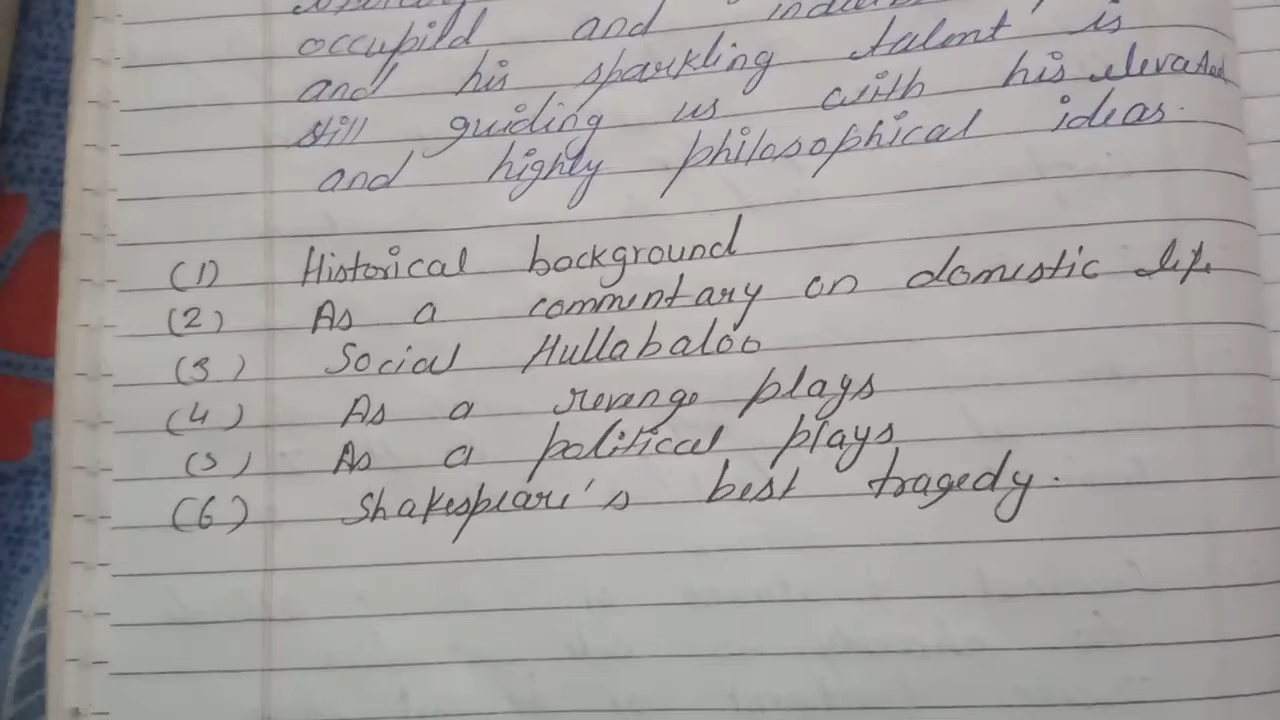 occupild and
and his sparkling talent is
still guiding us with his elevated
and highly philosophical ideas.
(1) Historical background
(2) As a commentary on domestic life
(3) Social Hullabaloo
(4) As a revenge plays
(5) As a political plays
(6) Shakespeare's best tragedy.